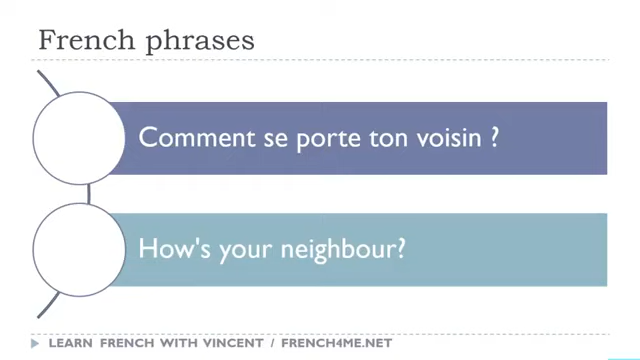 French phrases
Comment se porte ton voisin ?
How's your neighbour?
LEARN FRENCH WITH VINCENT / FRENCH4ME.NET